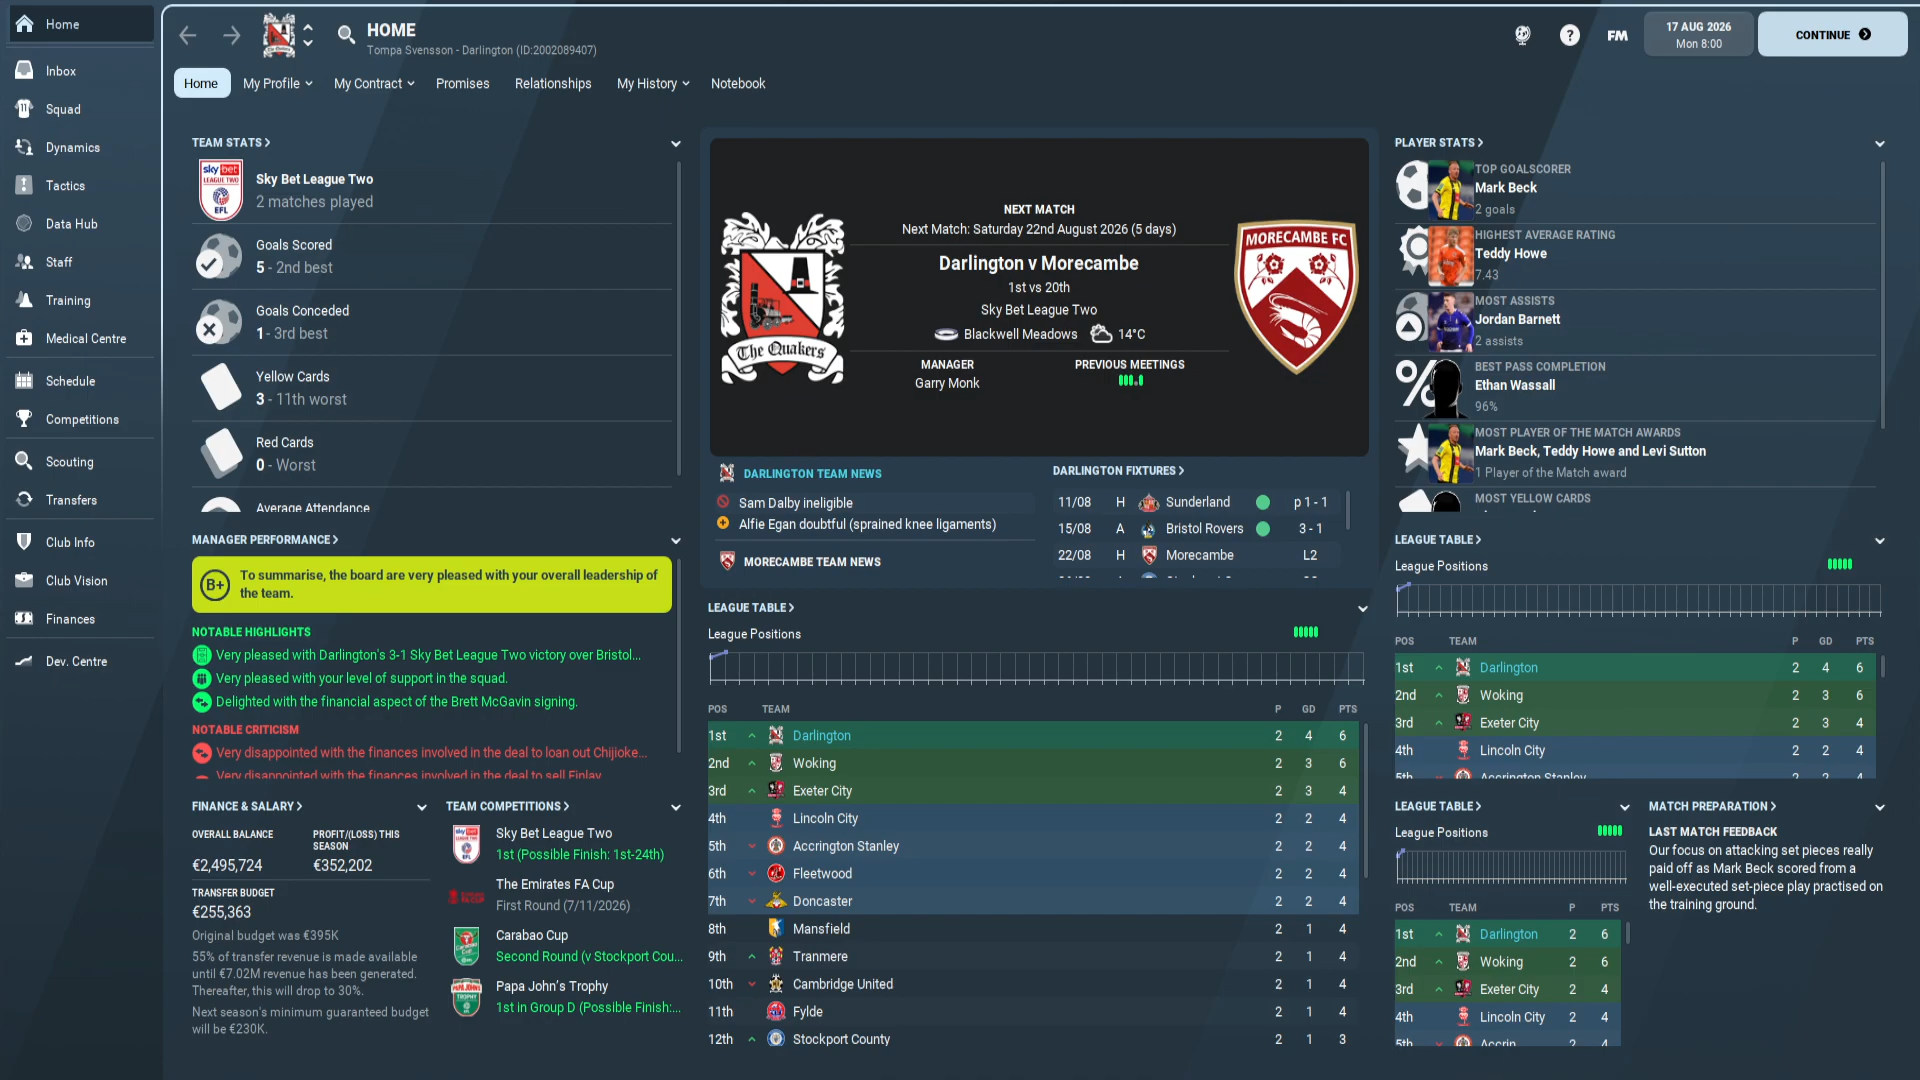 Home
Inbox
Squad
Dynamics
Tactics
Data Hub
Staff
Training
Medical Centre
Schedule
Competitions
Scouting
Transfers
Club Info
Club Vision
Finances
Dev. Centre
HOME
Tompa Svensson - Darlington (ID:2002089407)
FM
17 AUG 2026
Mon 8:00
CONTINUE
Home My Profile My Contract Promises Relationships My History Notebook
TEAM STATS
Sky Bet League Two
2 matches played
Goals Scored
5 - 2nd best
Goals Conceded
1 - 3rd best
Yellow Cards
3 - 11th worst
Red Cards
0 - Worst
Average Attendance
MANAGER PERFORMANCE
B+
To summarise, the board are very pleased with your overall leadership of
the team.
NOTABLE HIGHLIGHTS
Very pleased with Darlington's 3-1 Sky Bet League Two victory over Bristol...
Very pleased with your level of support in the squad.
Delighted with the financial aspect of the Brett McGavin signing.
NOTABLE CRITICISM
Very disappointed with the finances involved in the deal to loan out Chijioke...
Very disappointed with the finances involved in the deal to sell Finlay
FINANCE & SALARY
OVERALL BALANCE
€2,495,724
PROFIT/(LOSS) THIS
SEASON
€352,202
TRANSFER BUDGET
€255,363
Original budget was €395K
55% of transfer revenue is made available
until €7.02M revenue has been generated.
Thereafter, this will drop to 30%.
Next season's minimum guaranteed budget
will be €230K.
TEAM COMPETITIONS
Sky Bet League Two
1st (Possible Finish: 1st-24th)
The Emirates FA Cup
First Round (7/11/2026)
Carabao Cup
Second Round (v Stockport Cou...
Papa John's Trophy
1st in Group D (Possible Finish:...
The Quakers
NEXT MATCH
Next Match: Saturday 22nd August 2026 (5 days)
Darlington v Morecambe
1st vs 20th
Sky Bet League Two
Blackwell Meadows 14°C
MANAGER
Garry Monk
PREVIOUS MEETINGS
MORECAMBE FC
DARLINGTON TEAM NEWS
Sam Dalby ineligible
Alfie Egan doubtful (sprained knee ligaments)
MORECAMBE TEAM NEWS
DARLINGTON FIXTURES
11/08 H Sunderland p 1 - 1
15/08 A Bristol Rovers 3 - 1
22/08 H Morecambe L2
LEAGUE TABLE
League Positions
POS TEAM P GD PTS
1st Darlington 2 4 6
2nd Woking 2 3 6
3rd Exeter City 2 3 4
4th Lincoln City 2 2 4
5th Accrington Stanley 2 2 4
6th Fleetwood 2 2 4
7th Doncaster 2 2 4
8th Mansfield 2 1 4
9th Tranmere 2 1 4
10th Cambridge United 2 1 4
11th Fylde 2 1 4
12th Stockport County 2 1 3
PLAYER STATS
TOP GOALSCORER
Mark Beck
2 goals
HIGHEST AVERAGE RATING
Teddy Howe
7.43
MOST ASSISTS
Jordan Barnett
2 assists
BEST PASS COMPLETION
Ethan Wassall
96%
MOST PLAYER OF THE MATCH AWARDS
Mark Beck, Teddy Howe and Levi Sutton
1 Player of the Match award
MOST YELLOW CARDS
LEAGUE TABLE
League Positions
POS TEAM P GD PTS
1st Darlington 2 4 6
2nd Woking 2 3 6
3rd Exeter City 2 3 4
4th Lincoln City 2 2 4
5th Accrington Stanley 2 2 4
LEAGUE TABLE
League Positions
POS TEAM P PTS
1st Darlington 2 6
2nd Woking 2 6
3rd Exeter City 2 4
4th Lincoln City 2 4
5th Accrin 2 4
MATCH PREPARATION
LAST MATCH FEEDBACK
Our focus on attacking set pieces really
paid off as Mark Beck scored from a
well-executed set-piece play practised on
the training ground.